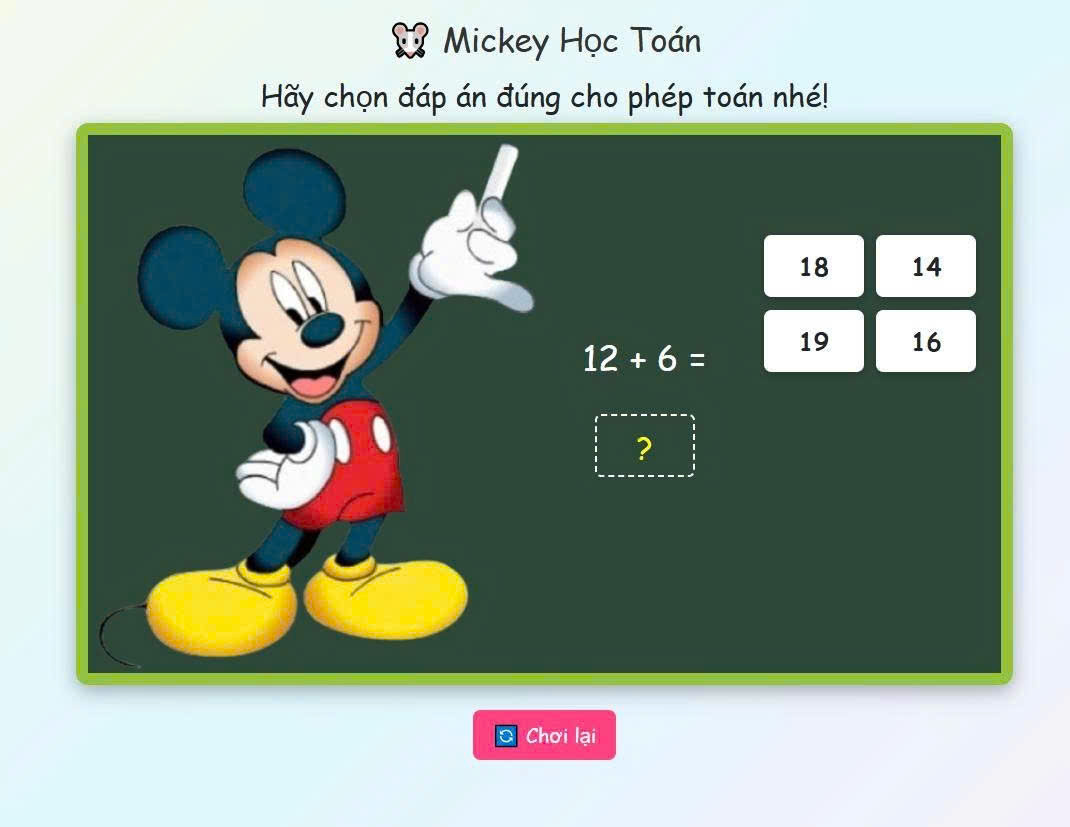 Mickey Học Toán
Hãy chọn đáp án đúng cho phép toán nhé!
12 + 6 =
?
18 14
19 16
Chơi lại